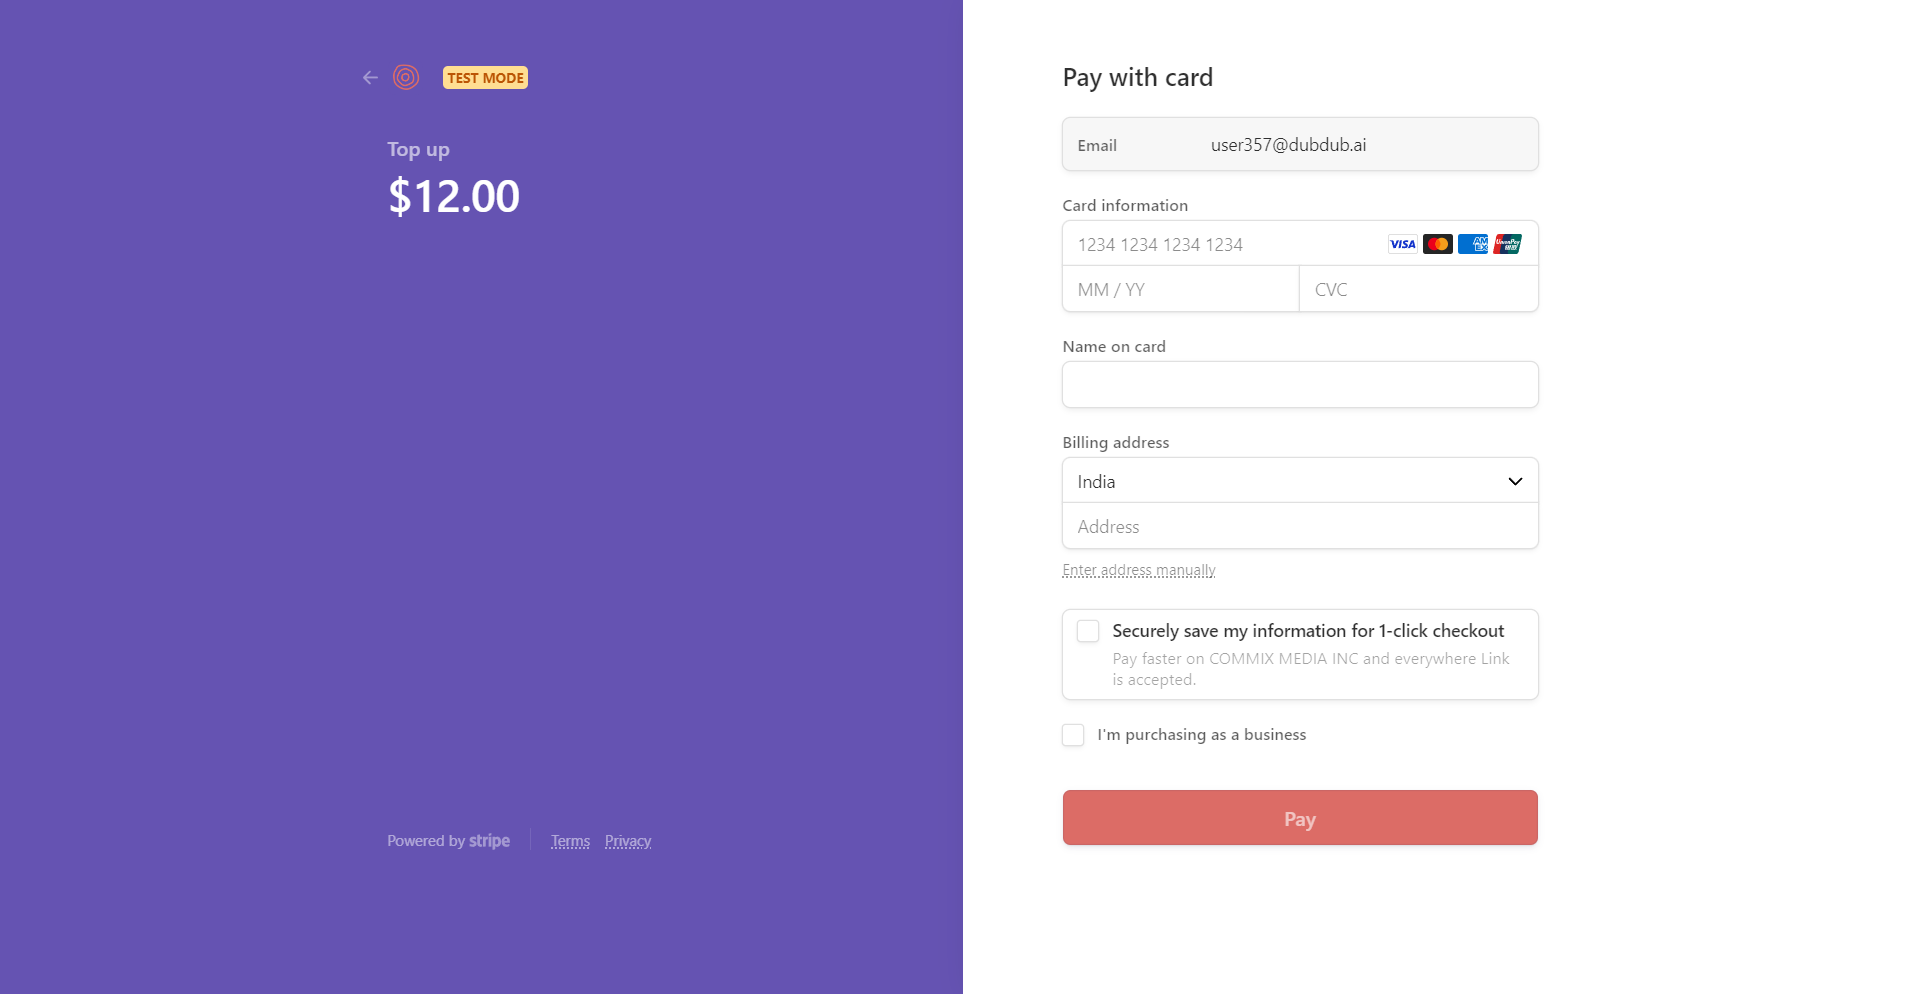 TEST MODE
Top up
$12.00
Powered by stripe
Terms Privacy
Pay with card
Email user357@dubdub.ai
Card information
1234 1234 1234 1234 VISA AMEX UnionPay
MM / YY CVC
Name on card
Billing address
India
Address
Enter address manually
Securely save my information for 1-click checkout
Pay faster on COMMIX MEDIA INC and everywhere Link
is accepted.
I'm purchasing as a business
Pay